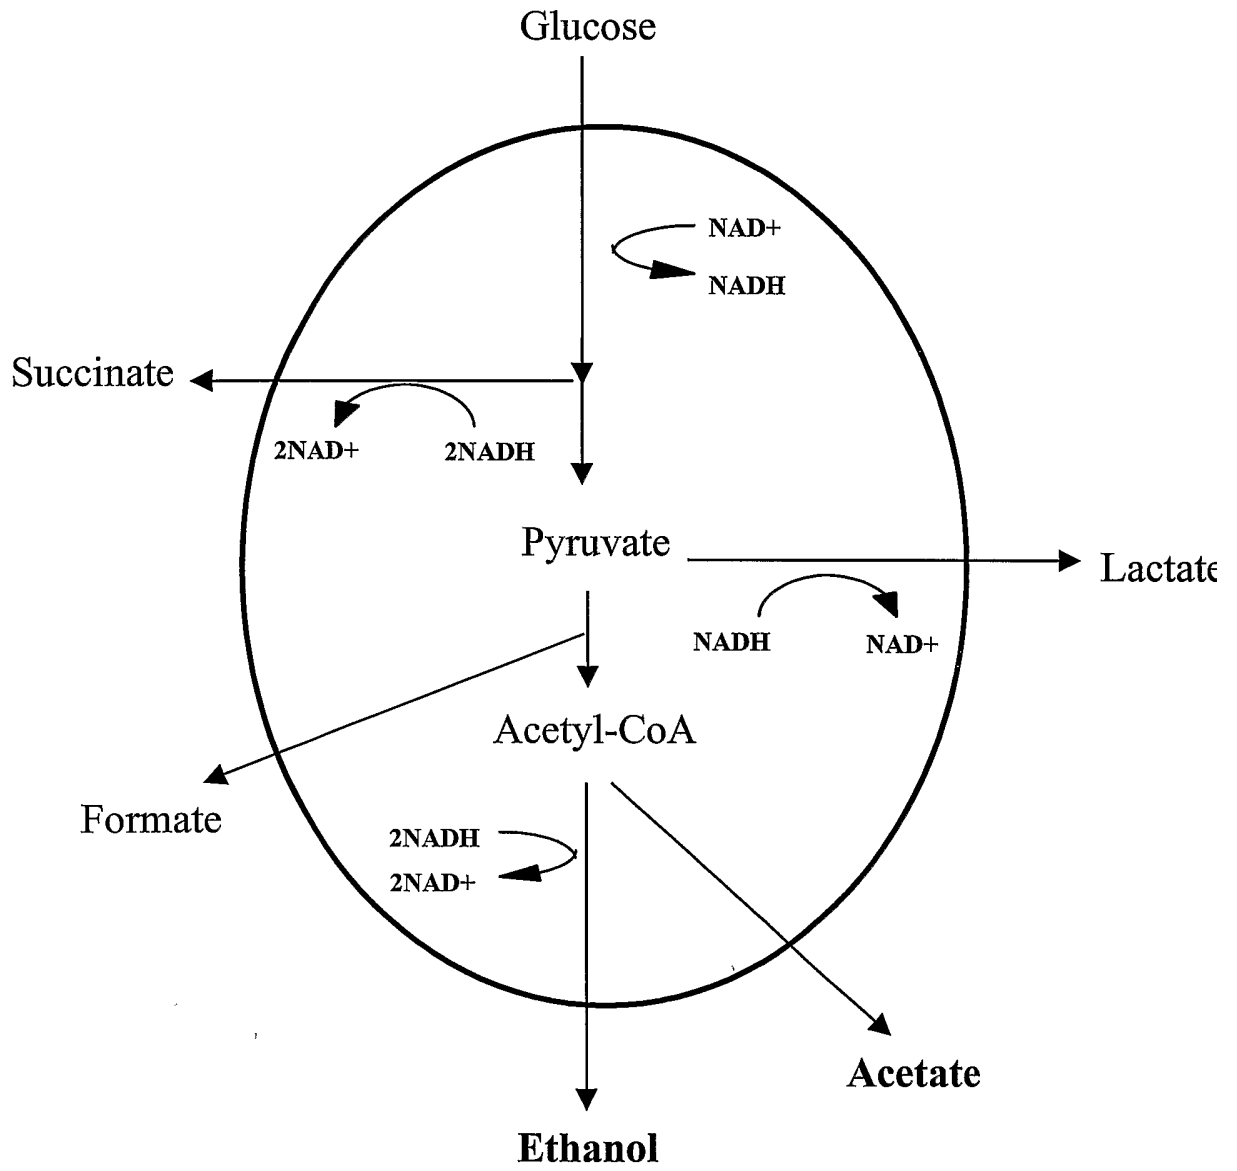 Glucose
NAD+
NADH
Succinate
2NAD+ 2NADH
Pyruvate
Lactate
NADH NAD+
Acetyl-CoA
Formate
2NADH
2NAD+
Acetate
Ethanol